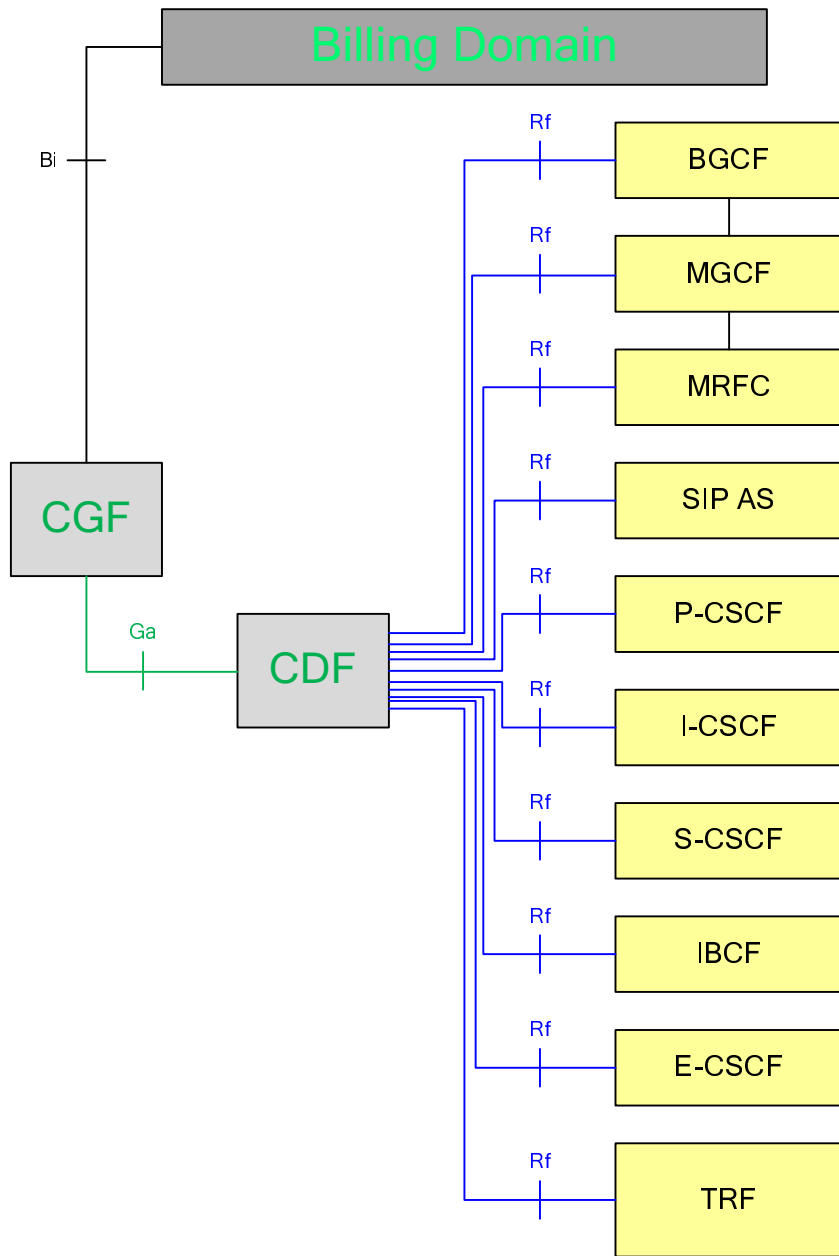 Billing Domain
Rf
BGCF
Bi
Rf
MGCF
Rf
MRFC
Rf
SIP AS
CGF
Rf
P-CSCF
Ga
CDF
Rf
I-CSCF
Rf
S-CSCF
Rf
IBCF
Rf
E-CSCF
Rf
TRF